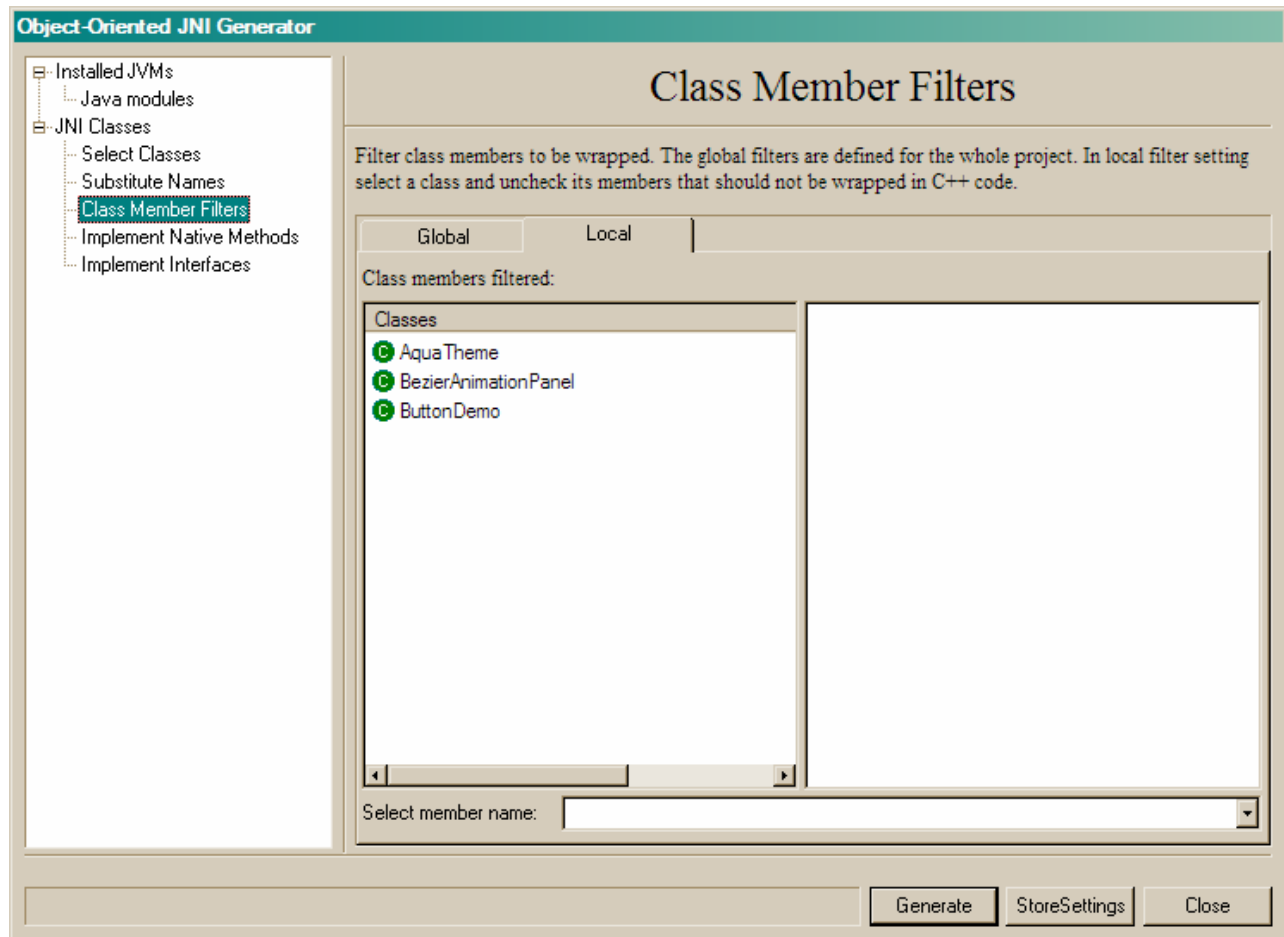 Object-Oriented JNI Generator
Installed JVMs
Java modules
JNI Classes
Select Classes
Substitute Names
Class Member Filters
Implement Native Methods
Implement Interfaces
Class Member Filters
Filter class members to be wrapped. The global filters are defined for the whole project. In local filter setting
select a class and uncheck its members that should not be wrapped in C++ code.
Global Local
Class members filtered:
Classes
C AquaTheme
C BezierAnimationPanel
C ButtonDemo
Select member name:
Generate StoreSettings Close